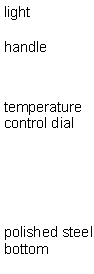 light
handle
temperature
control dial
polished steel
bottom